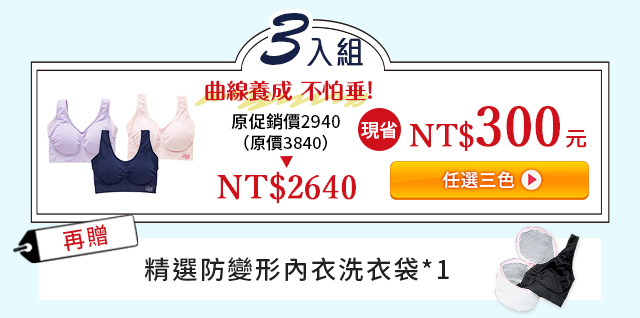 3入組
曲線養成 不怕垂!
原促銷價2940
（原價3840）
NT$2640
現省 NT$300元
任選三色
再贈
精選防變形內衣洗衣袋*1